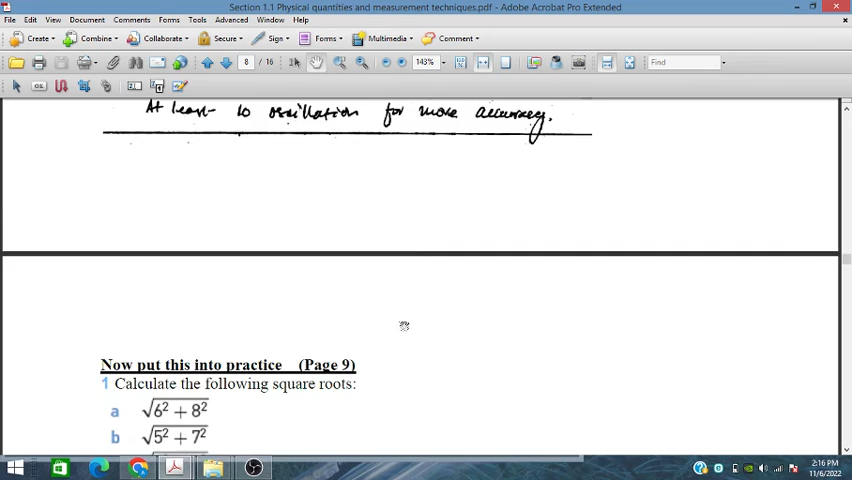 Section 1.1 Physical quantities and measurement techniques.pdf - Adobe Acrobat Pro Extended
File Edit View Document Comments Forms Tools Advanced Window Help
Create Combine Collaborate Secure Sign Forms Multimedia Comment
8 / 16 143% Find
At least 10 oscillation for more accuracy.
Now put this into practice (Page 9)
1 Calculate the following square roots:
a √6² + 8²
b √5² + 7²
2:16 PM
11/6/2022